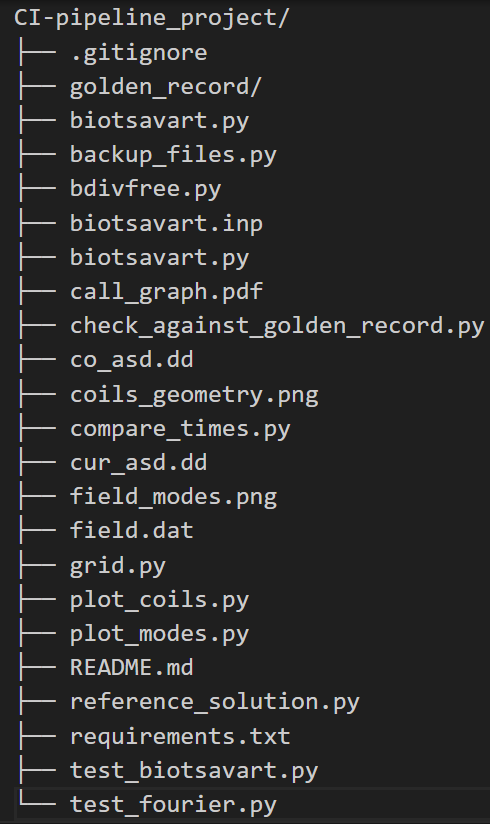 CI-pipeline_project/
├── .gitignore
├── golden_record/
├── biotsavart.py
├── backup_files.py
├── bdivfree.py
├── biotsavart.inp
├── biotsavart.py
├── call_graph.pdf
├── check_against_golden_record.py
├── co_asd.dd
├── coils_geometry.png
├── compare_times.py
├── cur_asd.dd
├── field_modes.png
├── field.dat
├── grid.py
├── plot_coils.py
├── plot_modes.py
├── README.md
├── reference_solution.py
├── requirements.txt
├── test_biotsavart.py
└── test_fourier.py